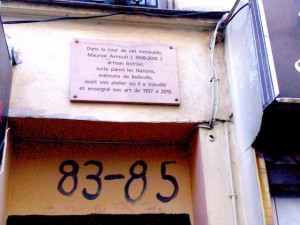 Dans la cour de cet immeuble,
Maurice Arnoult (1908-2010)
artisan bottier,
Juste parmi les Nations,
mémoire de Belleville,
avait son atelier où il a travaillé
et enseigné son art de 1937 à 2010.
83-85